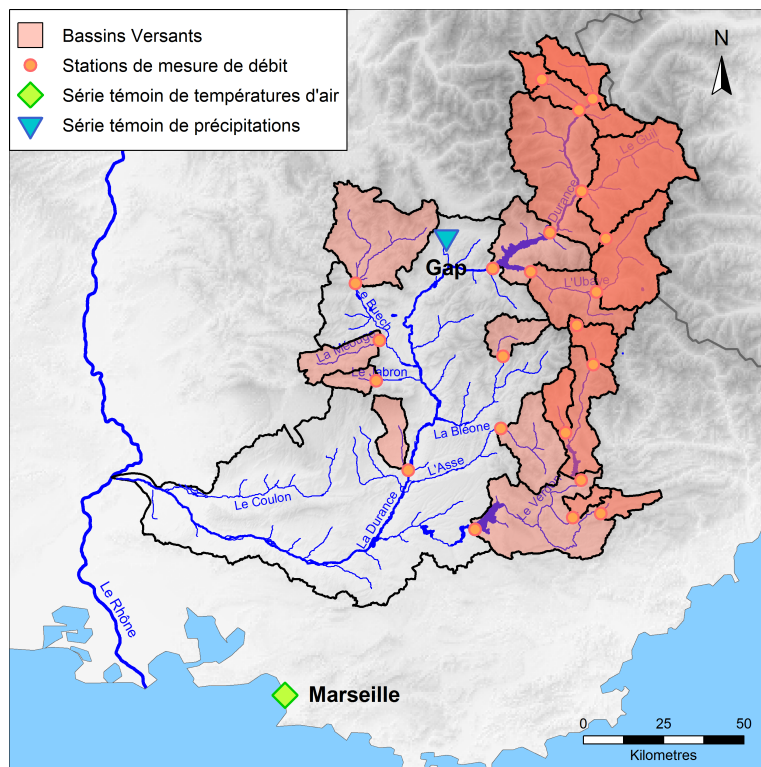 Bassins Versants
Stations de mesure de débit
Série témoin de températures d'air
Série témoin de précipitations
N
Le Guil
Durance
Gap
L'Ubaye
Le Buech
La Méouge
Le Jabron
La Bléone
L'Asse
Le Coulon
La Durance
Le Verdon
Le Rhône
Marseille
0 25 50
Kilometres